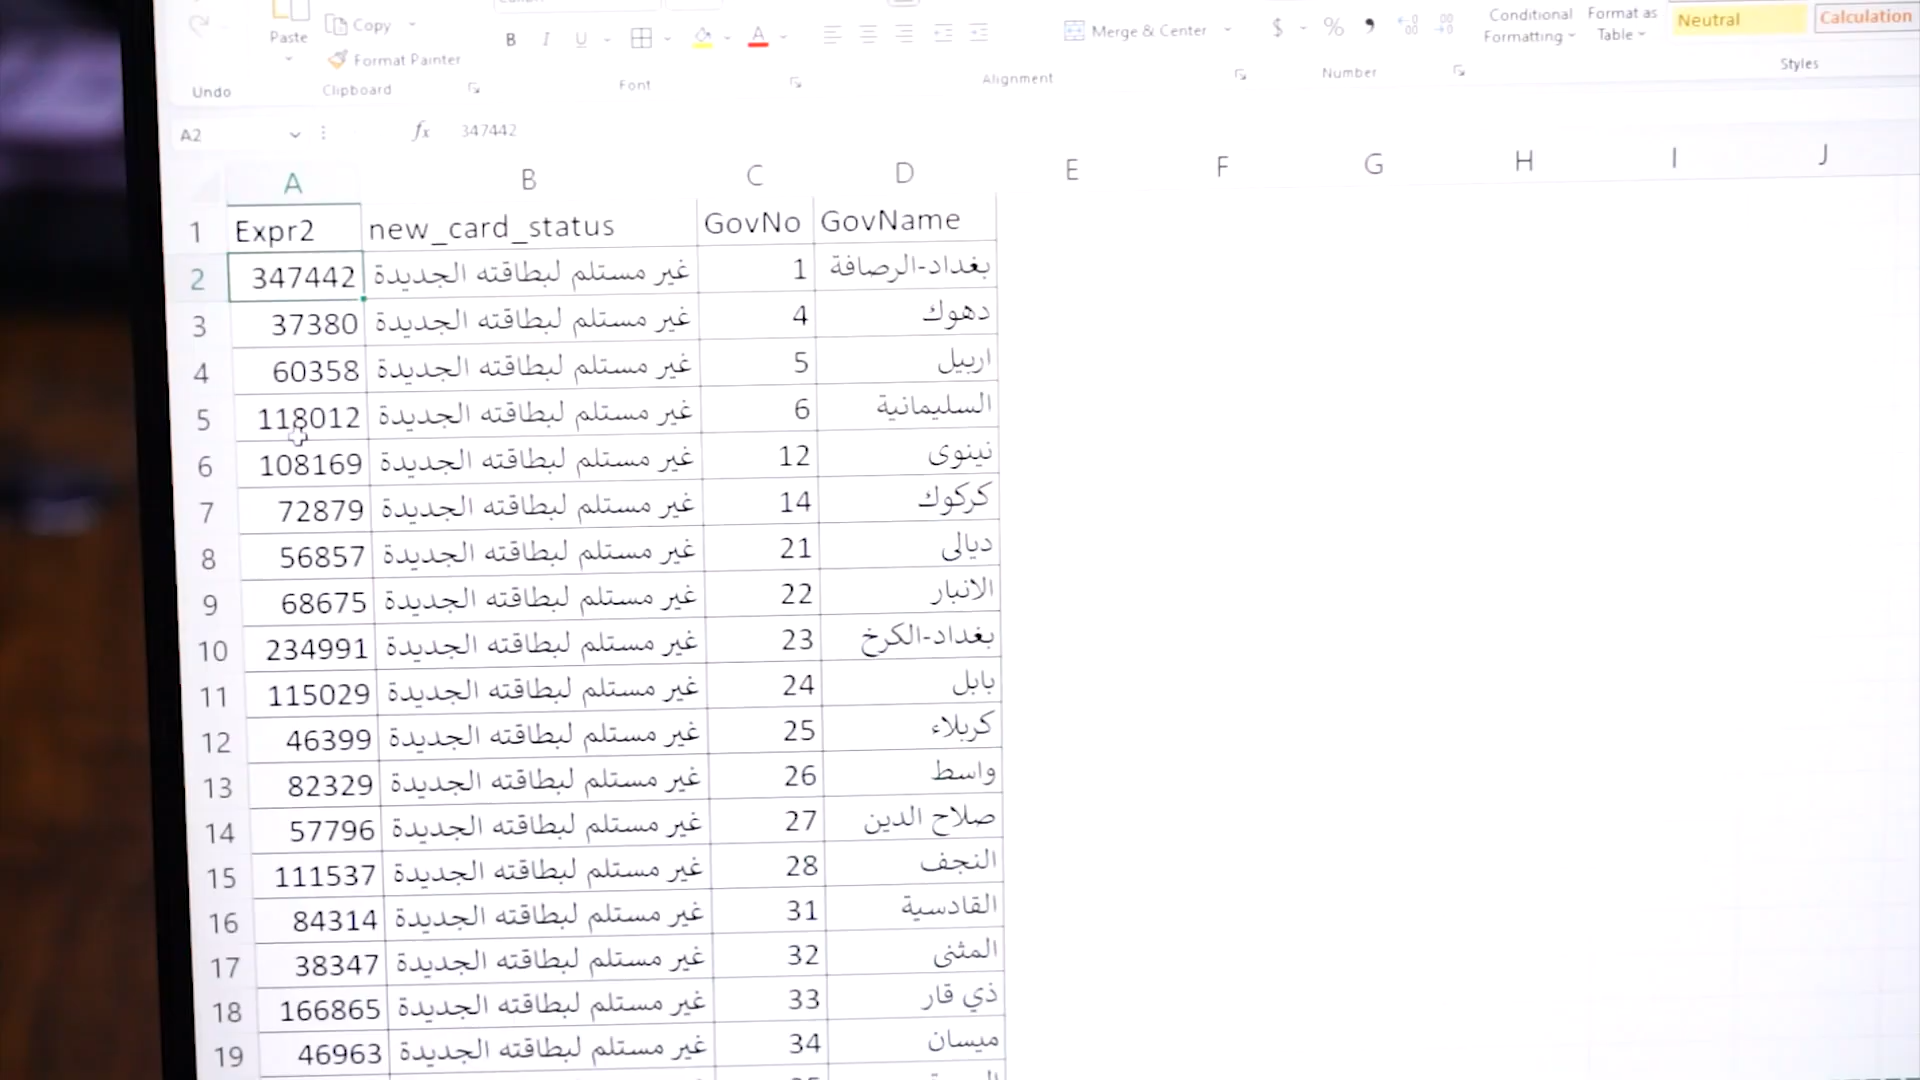 Paste
Copy
Format Painter
B I U
Merge & Center
$ % ,
Conditional Formatting
Format as Table
Neutral
Calculation
Undo
Clipboard
Font
Alignment
Number
Styles
A2 fx 347442
A B C D E F G H I J
1 Expr2 new_card_status GovNo GovName
2 347442 غير مستلم لبطاقته الجديدة 1 بغداد-الرصافة
3 37380 غير مستلم لبطاقته الجديدة 4 دهوك
4 60358 غير مستلم لبطاقته الجديدة 5 اربيل
5 118012 غير مستلم لبطاقته الجديدة 6 السليمانية
6 108169 غير مستلم لبطاقته الجديدة 12 نينوى
7 72879 غير مستلم لبطاقته الجديدة 14 كركوك
8 56857 غير مستلم لبطاقته الجديدة 21 ديالى
9 68675 غير مستلم لبطاقته الجديدة 22 الانبار
10 234991 غير مستلم لبطاقته الجديدة 23 بغداد-الكرخ
11 115029 غير مستلم لبطاقته الجديدة 24 بابل
12 46399 غير مستلم لبطاقته الجديدة 25 كربلاء
13 82329 غير مستلم لبطاقته الجديدة 26 واسط
14 57796 غير مستلم لبطاقته الجديدة 27 صلاح الدين
15 111537 غير مستلم لبطاقته الجديدة 28 النجف
16 84314 غير مستلم لبطاقته الجديدة 31 القادسية
17 38347 غير مستلم لبطاقته الجديدة 32 المثنى
18 166865 غير مستلم لبطاقته الجديدة 33 ذي قار
19 46963 غير مستلم لبطاقته الجديدة 34 ميسان